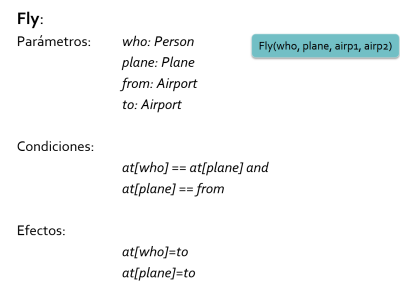 Fly:
Parámetros: who: Person
Fly(who, plane, airp1, airp2)
plane: Plane
from: Airport
to: Airport
Condiciones:
at[who] == at[plane] and
at[plane] == from
Efectos:
at[who]=to
at[plane]=to